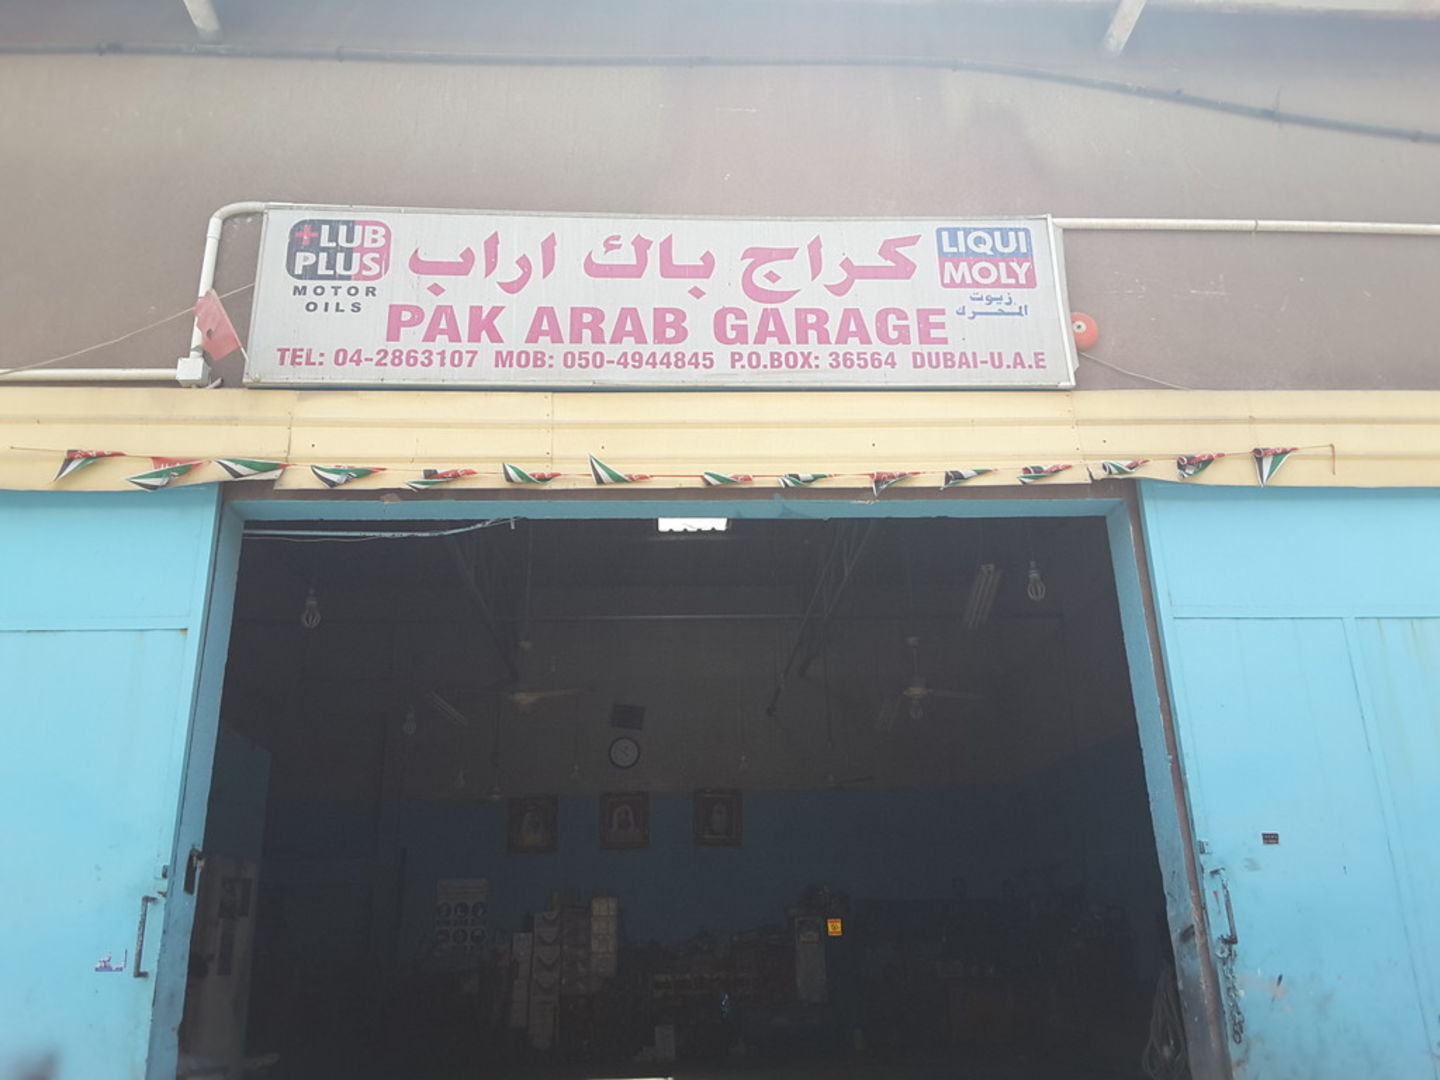 +LUB
PLUS
MOTOR
OILS
كراج باك اراب
LIQUI
MOLY
زيوت
المحرك
PAK ARAB GARAGE
TEL: 04-2863107 MOB: 050-4944845 P.O.BOX: 36564 DUBAI-U.A.E